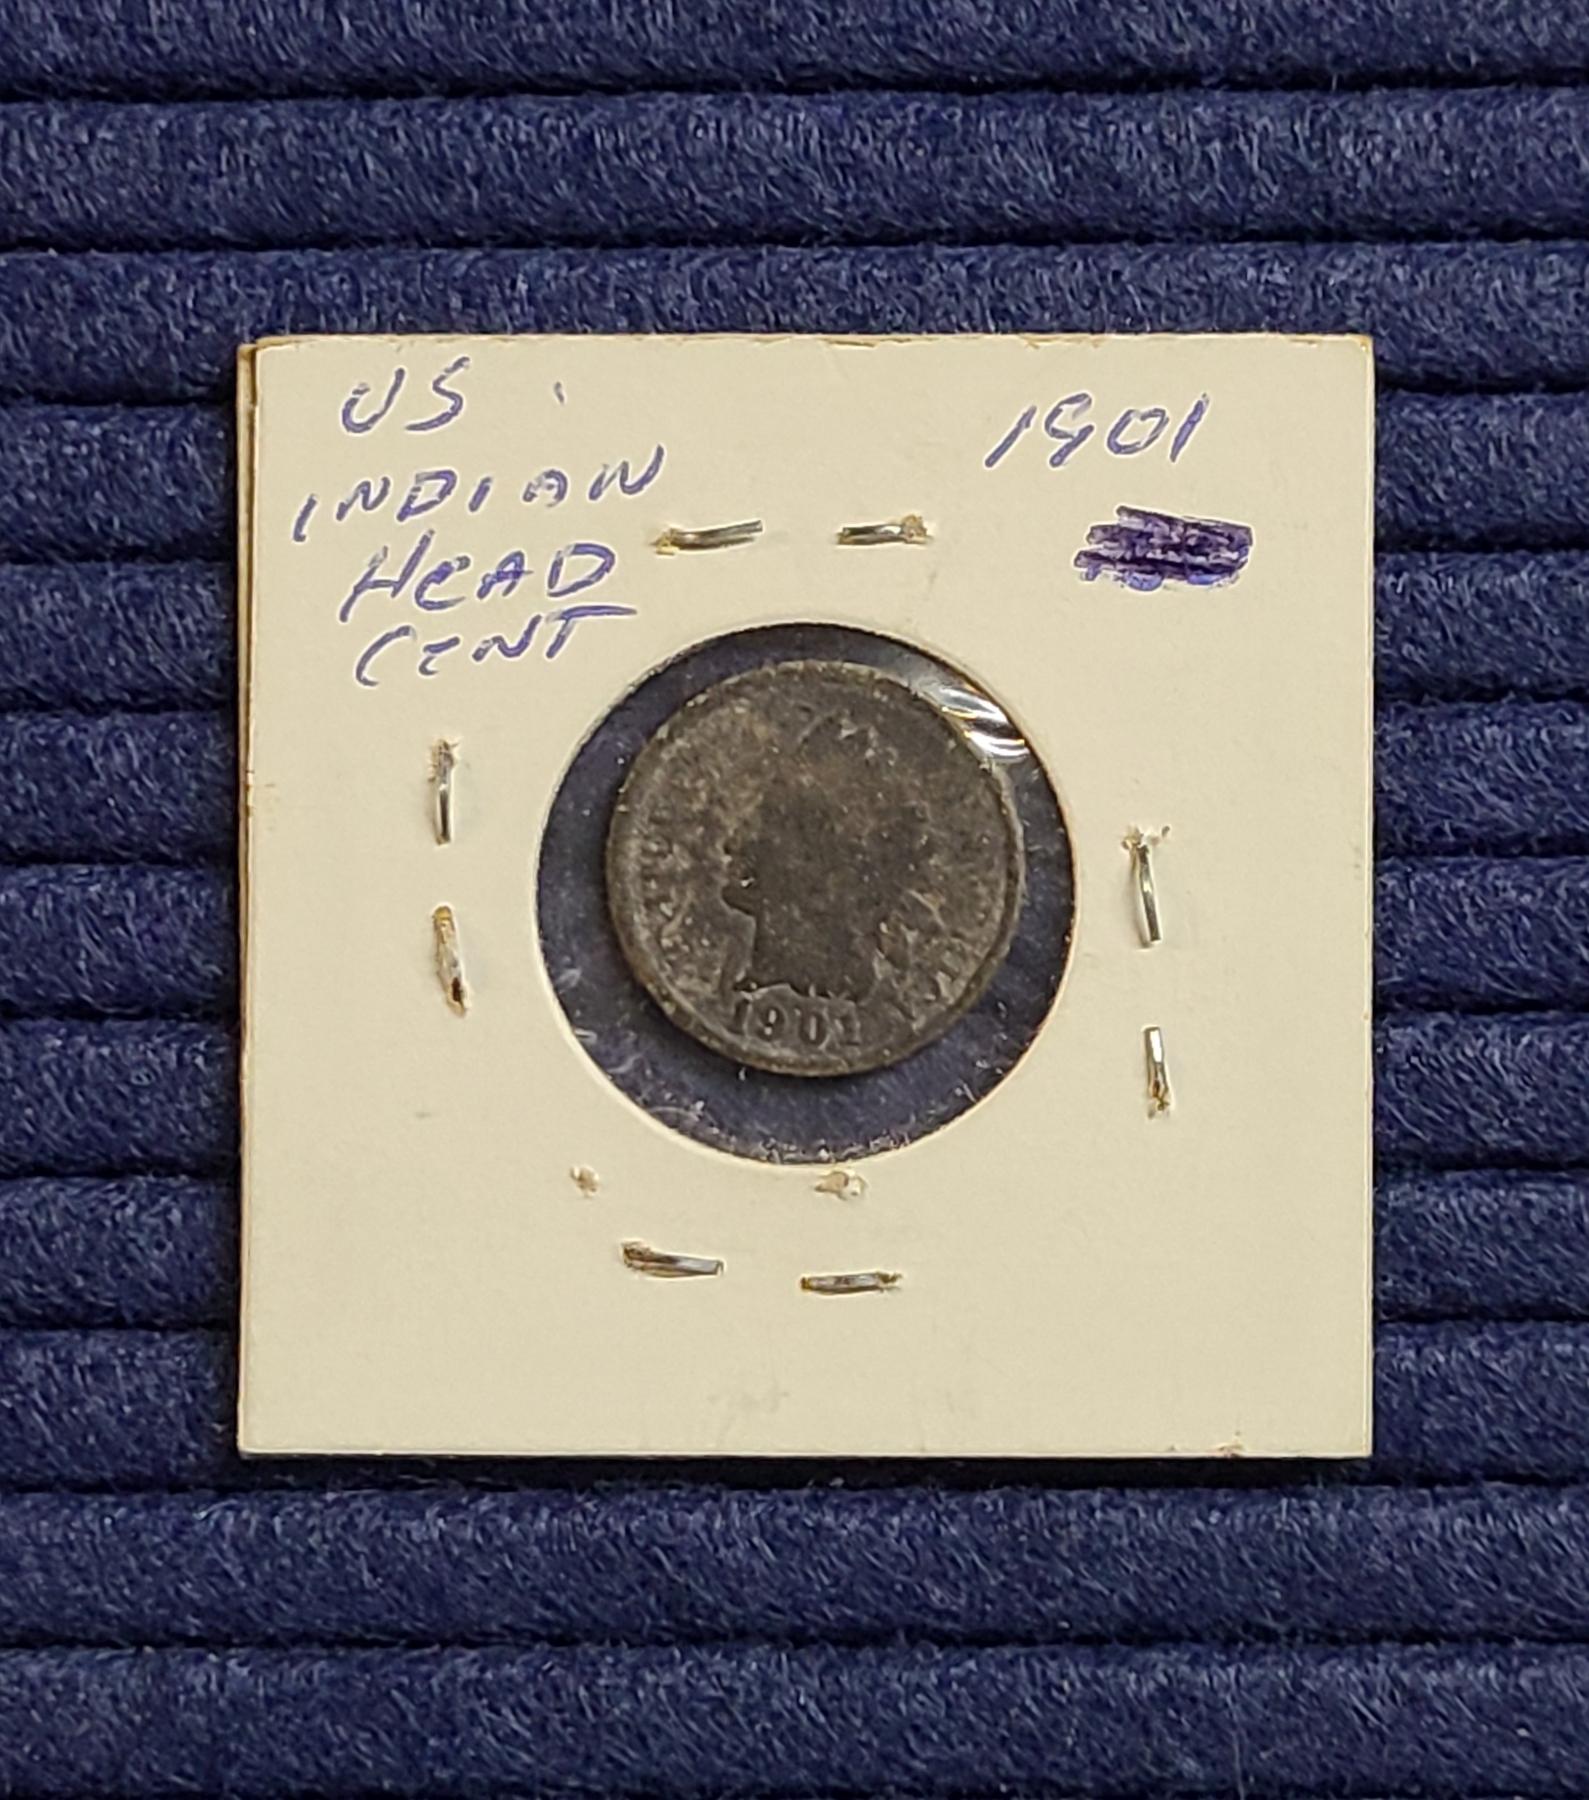 US
INDIAN
HEAD
CENT
1901
1901